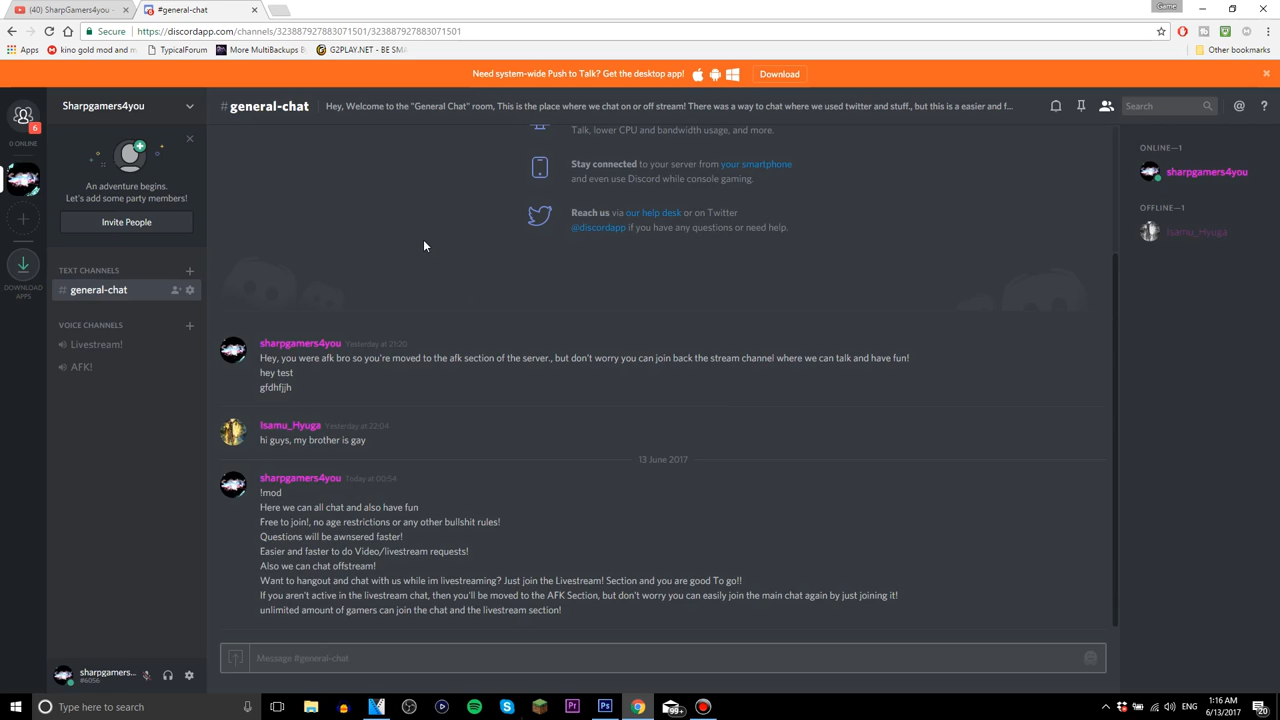 (40) SharpGamers4you -
#general-chat
Game
Secure
https://discordapp.com/channels/323887927883071501/323887927883071501
Apps
kino gold mod and m
TypicalForum
More MultiBackups B
G2PLAY.NET - BE SM
Other bookmarks
Need system-wide Push to Talk? Get the desktop app!
Download
6
0 ONLINE
DOWNLOAD
APPS
Sharpgamers4you
An adventure begins.
Let's add some party members!
Invite People
TEXT CHANNELS
# general-chat
VOICE CHANNELS
Livestream!
AFK!
sharpgamers...
#6056
# general-chat
Hey, Welcome to the "General Chat" room, This is the place where we chat on or off stream! There was a way to chat where we used twitter and stuff., but this is a easier and f...
Search
Talk, lower CPU and bandwidth usage, and more.
Stay connected to your server from your smartphone
and even use Discord while console gaming.
Reach us via our help desk or on Twitter
@discordapp if you have any questions or need help.
sharpgamers4you Yesterday at 21:20
Hey, you were afk bro so you're moved to the afk section of the server., but don't worry you can join back the stream channel where we can talk and have fun!
hey test
gfdhfjjh
Isamu_Hyuga Yesterday at 22:04
hi guys, my brother is gay
13 June 2017
sharpgamers4you Today at 00:54
!mod
Here we can all chat and also have fun
Free to join!, no age restrictions or any other bullshit rules!
Questions will be awnsered faster!
Easier and faster to do Video/livestream requests!
Also we can chat offstream!
Want to hangout and chat with us while im livestreaming? Just join the Livestream! Section and you are good To go!!
If you aren't active in the livestream chat, then you'll be moved to the AFK Section, but don't worry you can easily join the main chat again by just joining it!
unlimited amount of gamers can join the chat and the livestream section!
Message #general-chat
ONLINE—1
sharpgamers4you
OFFLINE—1
Isamu_Hyuga
Type here to search
99+
ENG
1:16 AM
6/13/2017
20